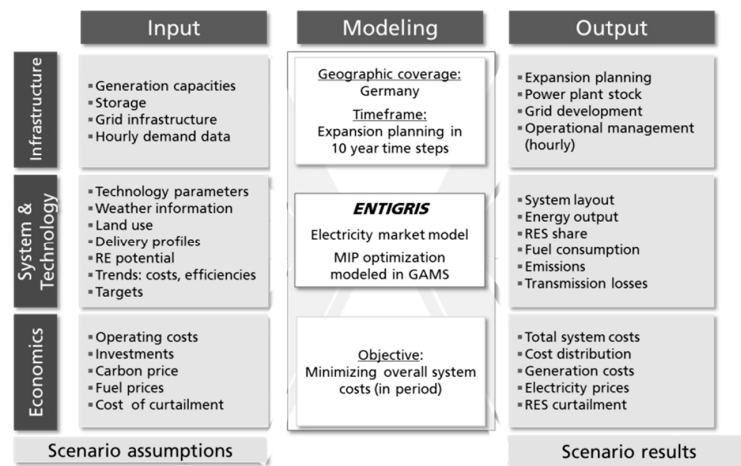 Input
Modeling
Output
Infrastructure
▪ Generation capacities
▪ Storage
▪ Grid infrastructure
▪ Hourly demand data
Geographic coverage:
Germany
Timeframe:
Expansion planning in
10 year time steps
▪ Expansion planning
▪ Power plant stock
▪ Grid development
▪ Operational management
(hourly)
System &
Technology
▪ Technology parameters
▪ Weather information
▪ Land use
▪ Delivery profiles
▪ RE potential
▪ Trends: costs, efficiencies
▪ Targets
ENTIGRIS
Electricity market model
MIP optimization
modeled in GAMS
▪ System layout
▪ Energy output
▪ RES share
▪ Fuel consumption
▪ Emissions
▪ Transmission losses
Economics
▪ Operating costs
▪ Investments
▪ Carbon price
▪ Fuel prices
▪ Cost of curtailment
Objective:
Minimizing overall system
costs (in period)
▪ Total system costs
▪ Cost distribution
▪ Generation costs
▪ Electricity prices
▪ RES curtailment
Scenario assumptions
Scenario results